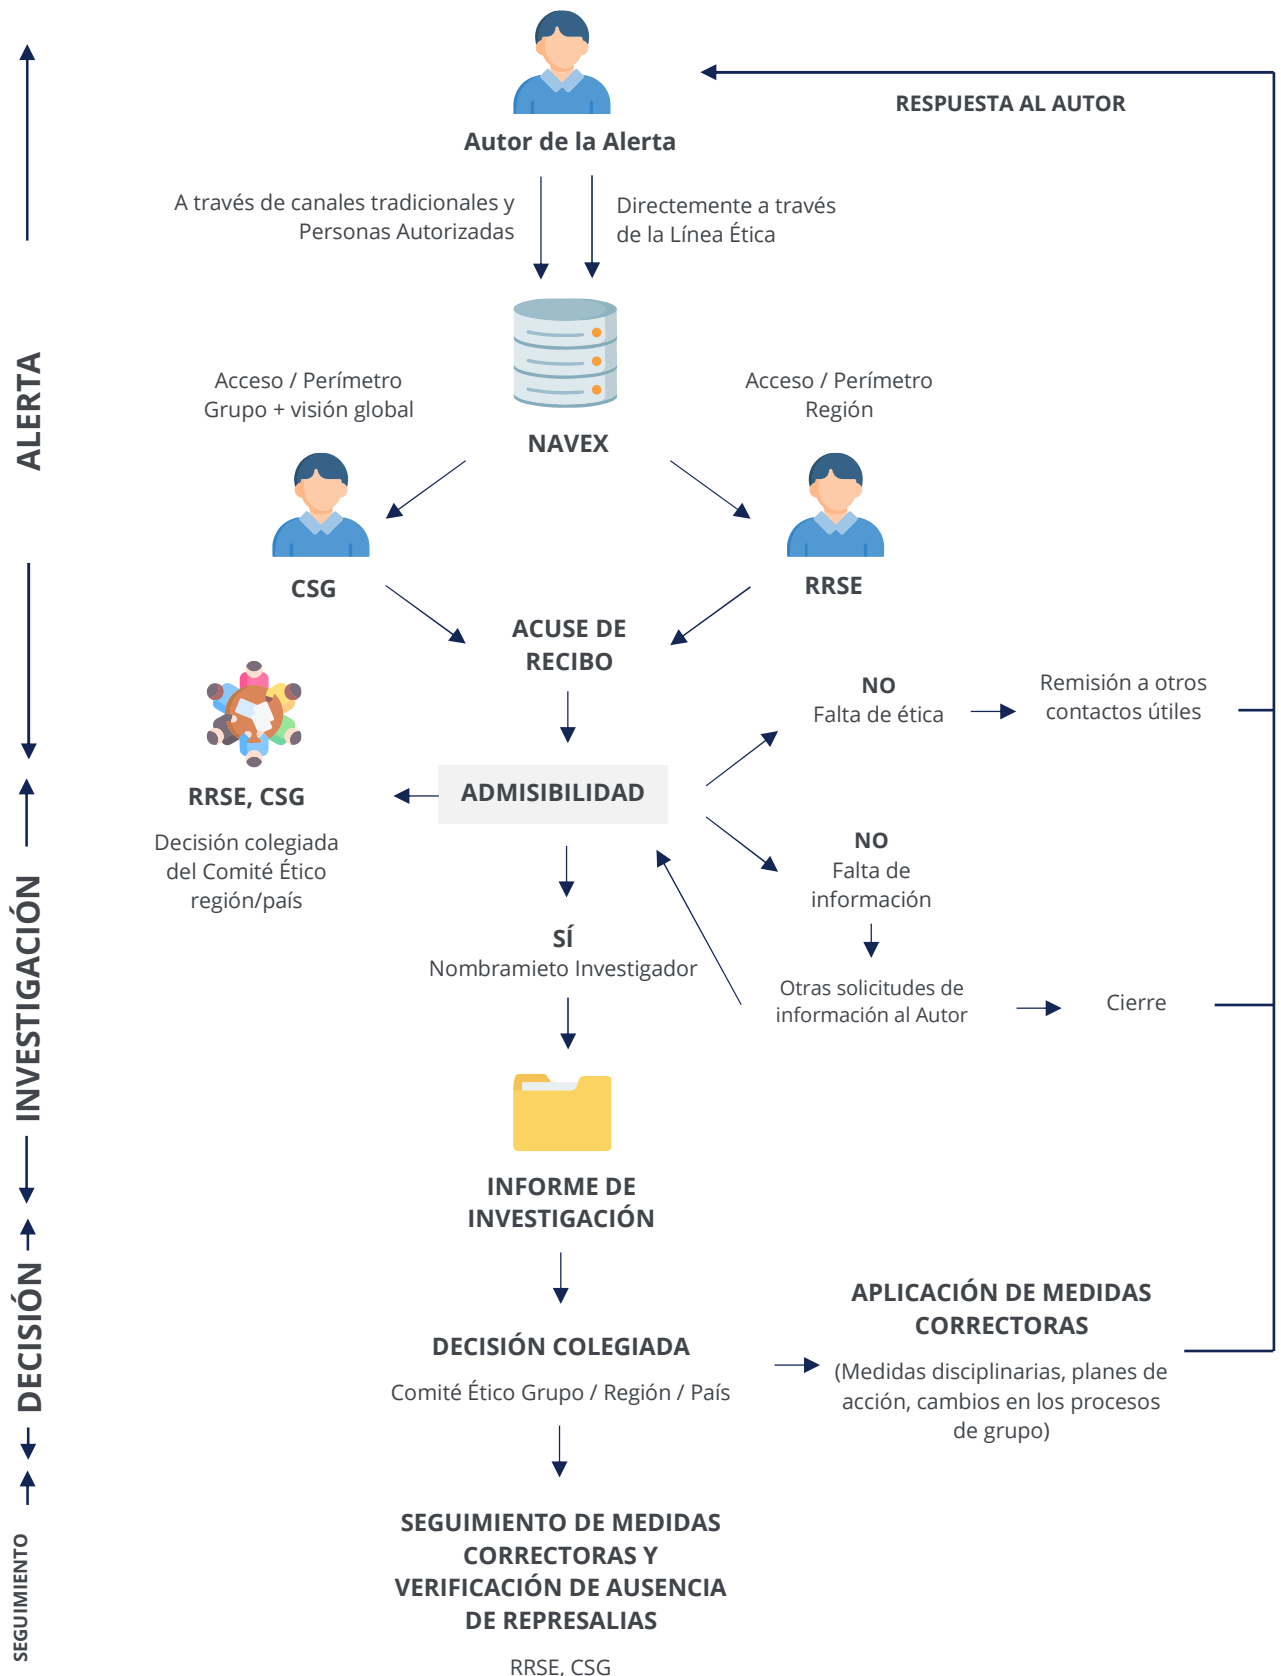 RESPUESTA AL AUTOR
Autor de la Alerta
A través de canales tradicionales y
Personas Autorizadas
Directemente a través
de la Línea Ética
ALERTA
Acceso / Perímetro
Grupo + visión global
Acceso / Perímetro
Región
NAVEX
CSG
RRSE
ACUSE DE
RECIBO
NO
Falta de ética
Remisión a otros
contactos útiles
ADMISIBILIDAD
RRSE, CSG
Decisión colegiada
del Comité Ético
región/país
NO
Falta de
información
INVESTIGACIÓN
SÍ
Nombramieto Investigador
Otras solicitudes de
información al Autor
Cierre
INFORME DE
INVESTIGACIÓN
DECISIÓN
DECISIÓN COLEGIADA
Comité Ético Grupo / Región / País
APLICACIÓN DE MEDIDAS
CORRECTORAS
(Medidas disciplinarias, planes de
acción, cambios en los procesos
de grupo)
SEGUIMIENTO
SEGUIMIENTO DE MEDIDAS
CORRECTORAS Y
VERIFICACIÓN DE AUSENCIA
DE REPRESALIAS
RRSE, CSG